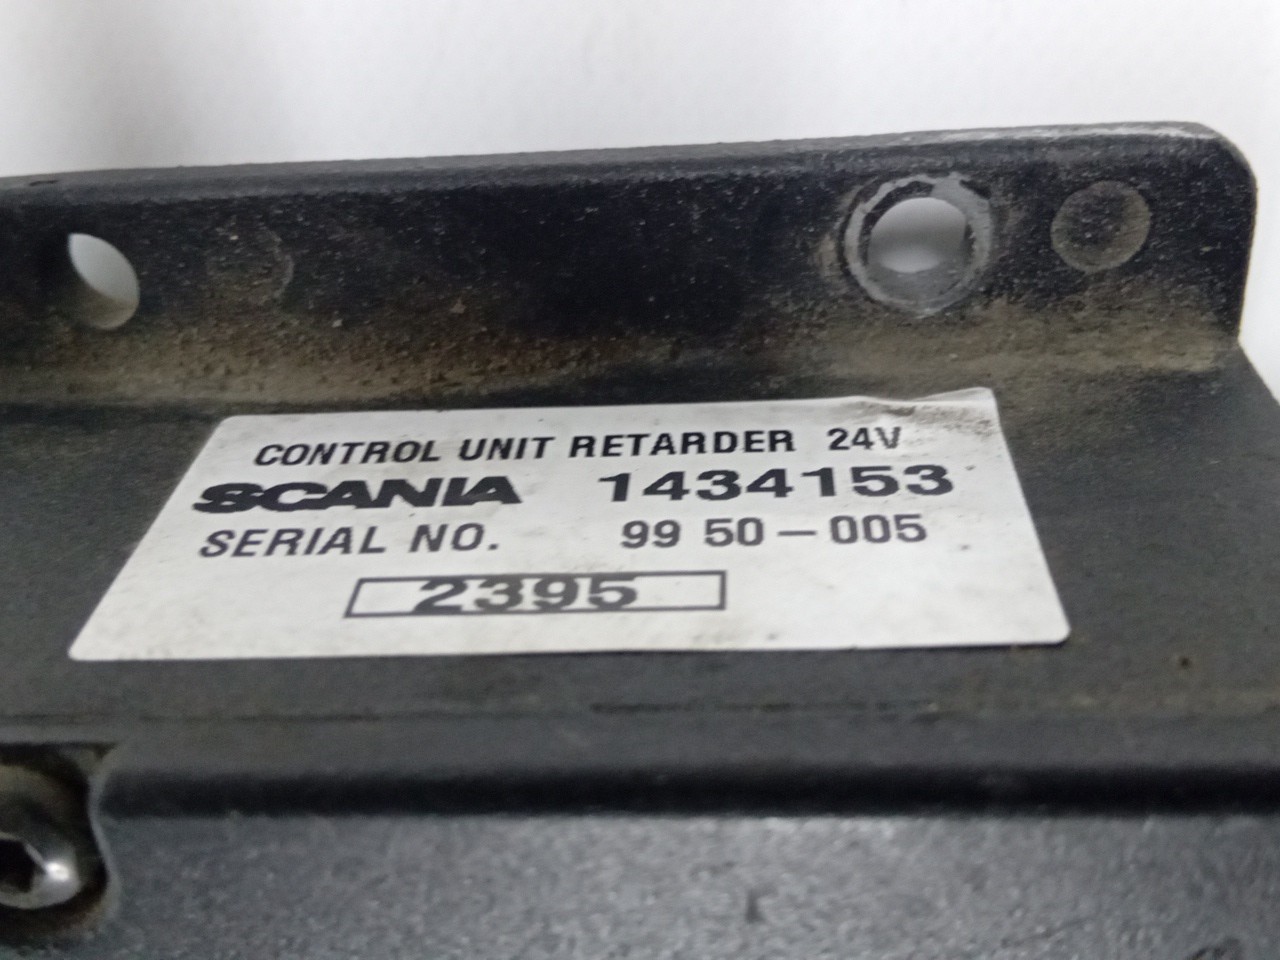 CONTROL UNIT RETARDER 24V
SCANIA 1434153
SERIAL NO. 99 50-005
2395